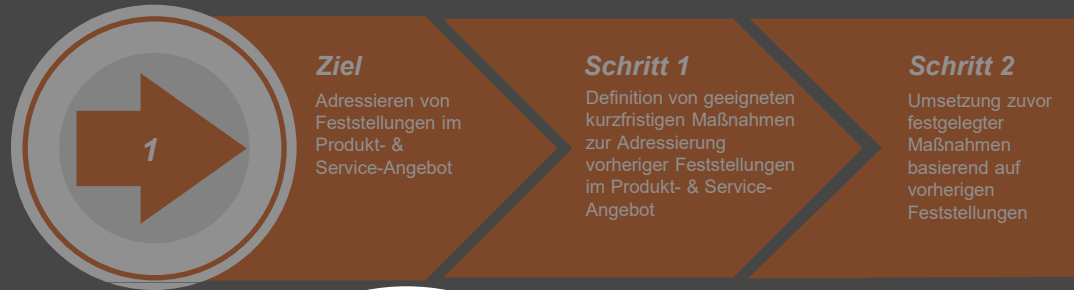 1
Ziel
Adressieren von
Feststellungen im
Produkt- &
Service-Angebot
Schritt 1
Definition von geeigneten
kurzfristigen Maßnahmen
zur Adressierung
vorheriger Feststellungen
im Produkt- & Service-
Angebot
Schritt 2
Umsetzung zuvor
festgelegter
Maßnahmen
basierend auf
vorherigen
Feststellungen